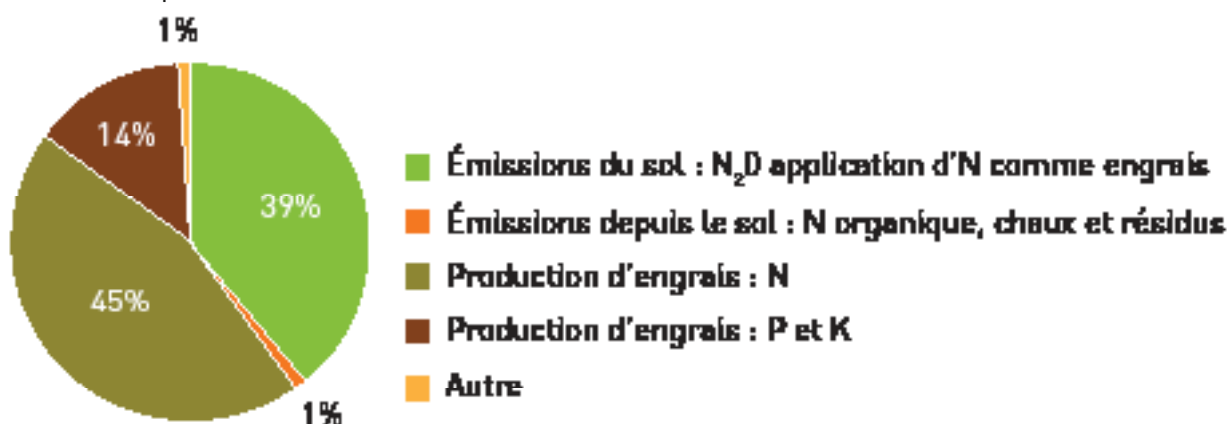 1%
14%
39%
45%
1%
Émissions du sol : N₂O application d'N comme engrais
Émissions depuis le sol : N organique, chaux et résidus
Production d'engrais : N
Production d'engrais : P et K
Autre